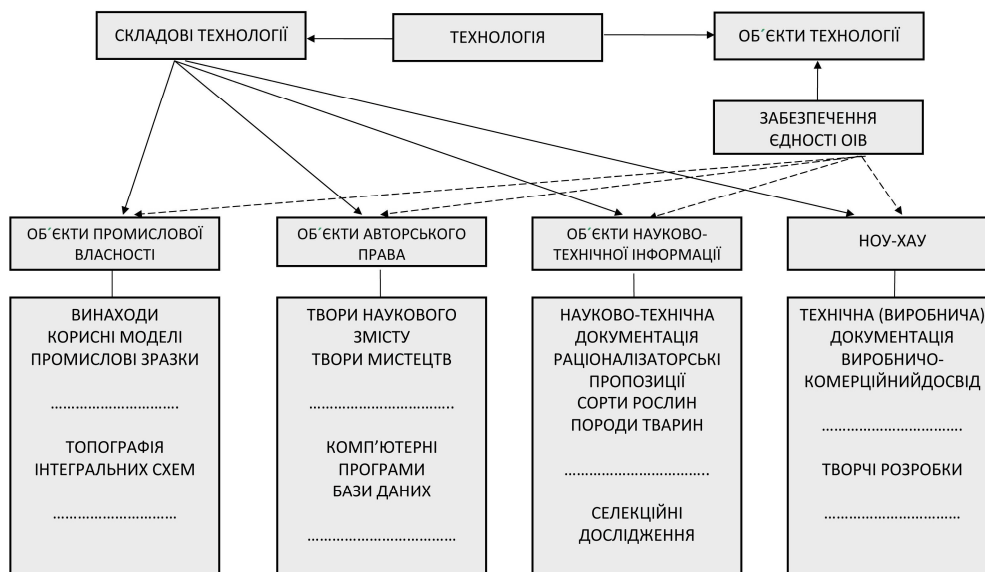 СКЛАДОВІ ТЕХНОЛОГІЇ
ТЕХНОЛОГІЯ
ОБ´ЄКТИ ТЕХНОЛОГІЇ
ЗАБЕЗПЕЧЕННЯ
ЄДНОСТІ ОІВ
ОБ´ЄКТИ ПРОМИСЛОВОЇ
ВЛАСНОСТІ
ОБ´ЄКТИ АВТОРСЬКОГО
ПРАВА
ОБ´ЄКТИ НАУКОВО-
ТЕХНІЧНОЇ ІНФОРМАЦІЇ
НОУ-ХАУ
ВИНАХОДИ
КОРИСНІ МОДЕЛІ
ПРОМИСЛОВІ ЗРАЗКИ
…………………………….
ТОПОГРАФІЯ
ІНТЕГРАЛЬНИХ СХЕМ
……………………………
ТВОРИ НАУКОВОГО
ЗМІСТУ
ТВОРИ МИСТЕЦТВ
………………………………..
КОМП’ЮТЕРНІ
ПРОГРАМИ
БАЗИ ДАНИХ
…………………………………
НАУКОВО-ТЕХНІЧНА
ДОКУМЕНТАЦІЯ
РАЦІОНАЛІЗАТОРСЬКІ
ПРОПОЗИЦІЇ
СОРТИ РОСЛИН
ПОРОДИ ТВАРИН
………………………………..
СЕЛЕКЦІЙНІ
ДОСЛІДЖЕННЯ
ТЕХНІЧНА (ВИРОБНИЧА)
ДОКУМЕНТАЦІЯ
ВИРОБНИЧО-
КОМЕРЦІЙНИЙДОСВІД
……………………………….
ТВОРЧІ РОЗРОБКИ
………………………………